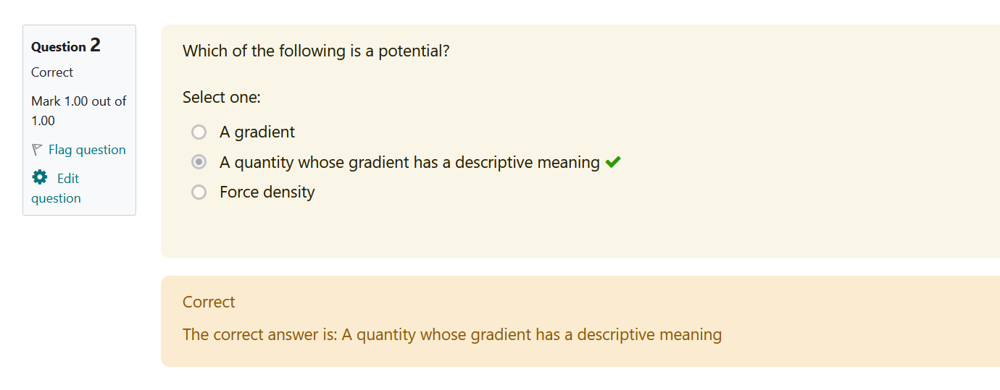 Question 2
Correct
Mark 1.00 out of
1.00
Flag question
Edit
question
Which of the following is a potential?
Select one:
A gradient
A quantity whose gradient has a descriptive meaning
Force density
Correct
The correct answer is: A quantity whose gradient has a descriptive meaning